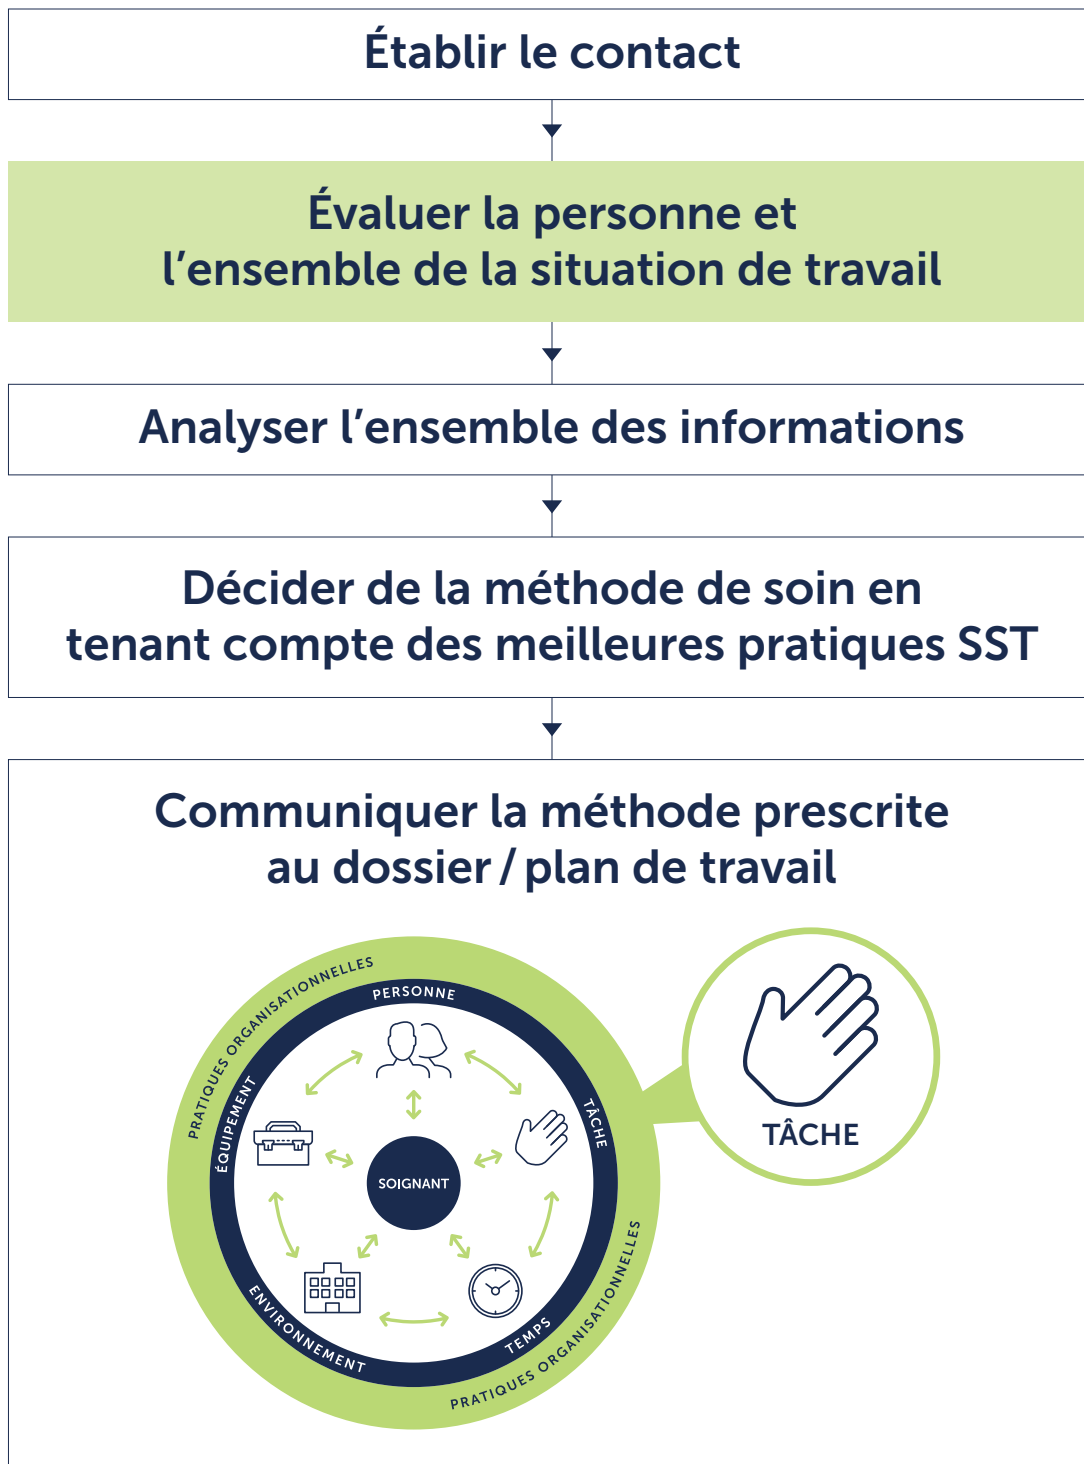 Établir le contact
Évaluer la personne et
l’ensemble de la situation de travail
Analyser l’ensemble des informations
Décider de la méthode de soin en
tenant compte des meilleures pratiques SST
Communiquer la méthode prescrite
au dossier / plan de travail
PRATIQUES ORGANISATIONNELLES
PERSONNE
ÉQUIPEMENT
TÂCHE
SOIGNANT
TÂCHE
ENVIRONNEMENT
TEMPS
PRATIQUES ORGANISATIONNELLES